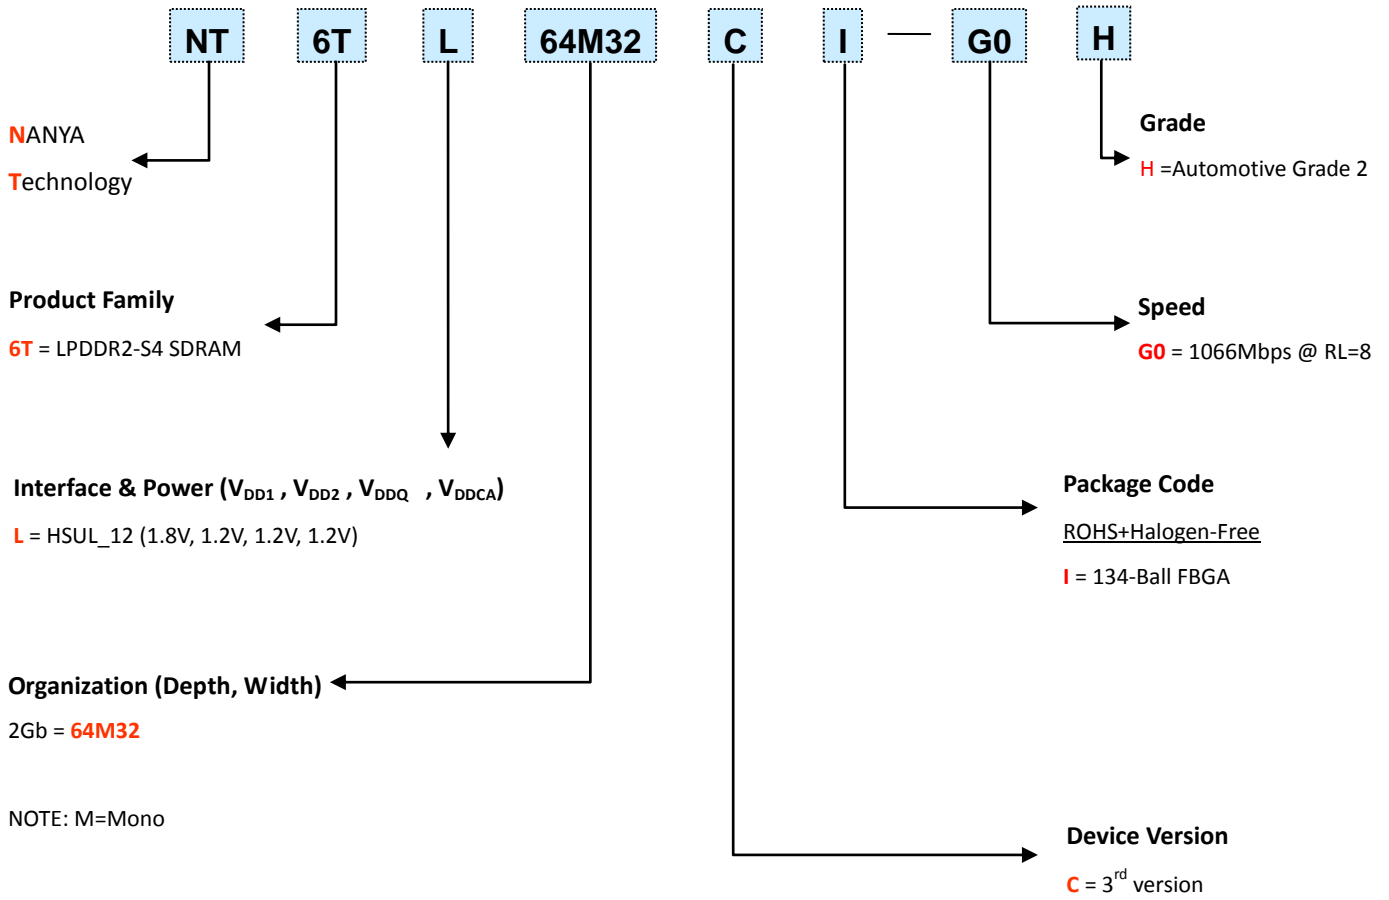 NT 6T L 64M32 C I — G0 H
NANYA
Technology
Grade
H =Automotive Grade 2
Product Family
6T = LPDDR2-S4 SDRAM
Speed
G0 = 1066Mbps @ RL=8
Interface & Power (VDD1 , VDD2 , VDDQ , VDDCA)
L = HSUL_12 (1.8V, 1.2V, 1.2V, 1.2V)
Package Code
ROHS+Halogen-Free
I = 134-Ball FBGA
Organization (Depth, Width)
2Gb = 64M32
NOTE: M=Mono
Device Version
C = 3rd version